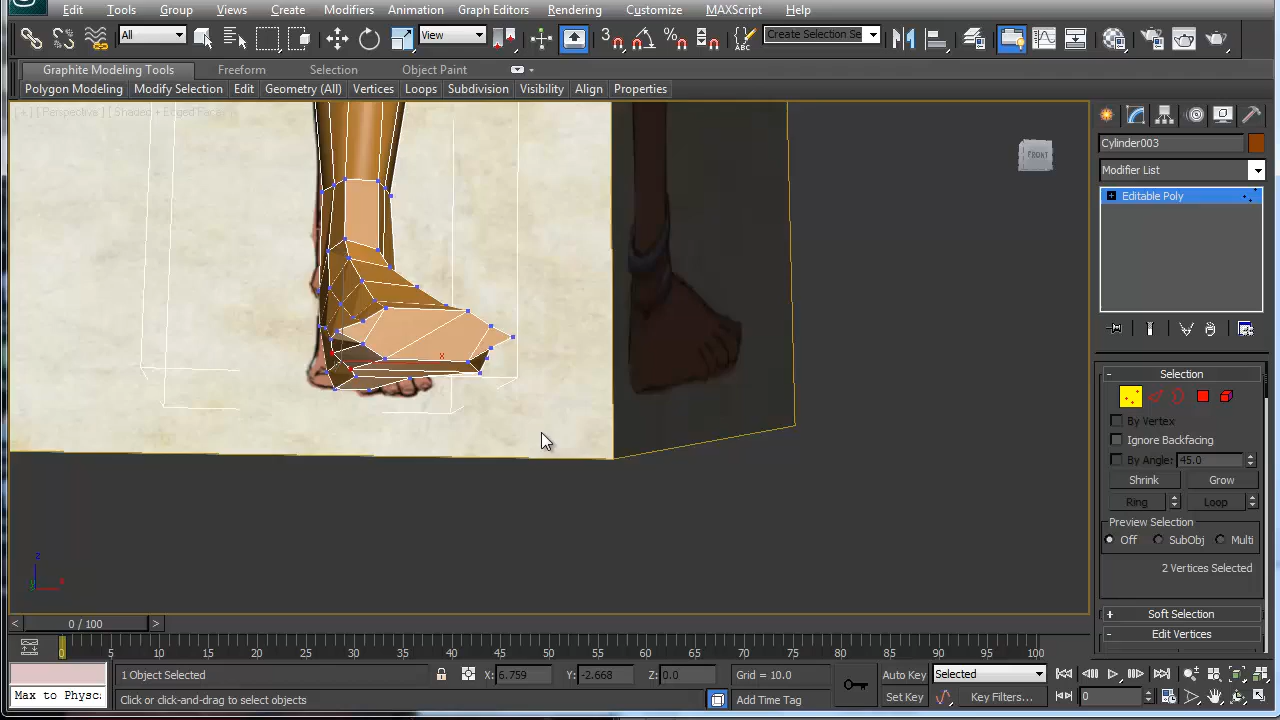 Edit Tools Group Views Create Modifiers Animation Graph Editors Rendering Customize MAXScript Help
All View Create Selection Se
Graphite Modeling Tools Freeform Selection Object Paint
Polygon Modeling Modify Selection Edit Geometry (All) Vertices Loops Subdivision Visibility Align Properties
[ + ] [ Perspective ] [ Shaded + Edged Faces ]
FRONT
Cylinder003
Modifier List
Editable Poly
Selection
By Vertex
Ignore Backfacing
By Angle: 45.0
Shrink Grow
Ring Loop
Preview Selection
Off SubObj Multi
2 Vertices Selected
Soft Selection
Edit Vertices
x
z
x
0 / 100
0 5 10 15 20 25 30 35 40 45 50 55 60 65 70 75 80 85 90 95 100
1 Object Selected X: 6.759 Y: -2.668 Z: 0.0 Grid = 10.0 Auto Key Selected
Max to Physc
Click or click-and-drag to select objects Add Time Tag Set Key Key Filters... 0